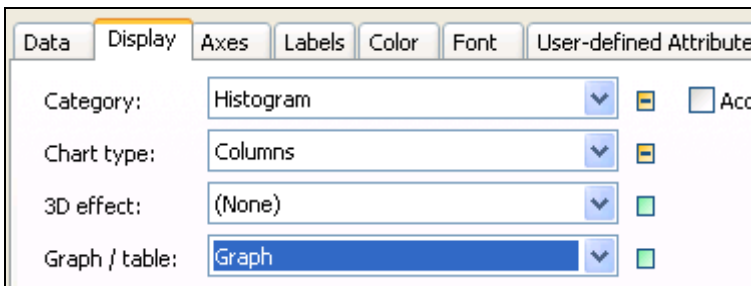 Data Display Axes Labels Color Font User-defined Attribute
Category: Histogram Acc
Chart type: Columns
3D effect: (None)
Graph / table: Graph